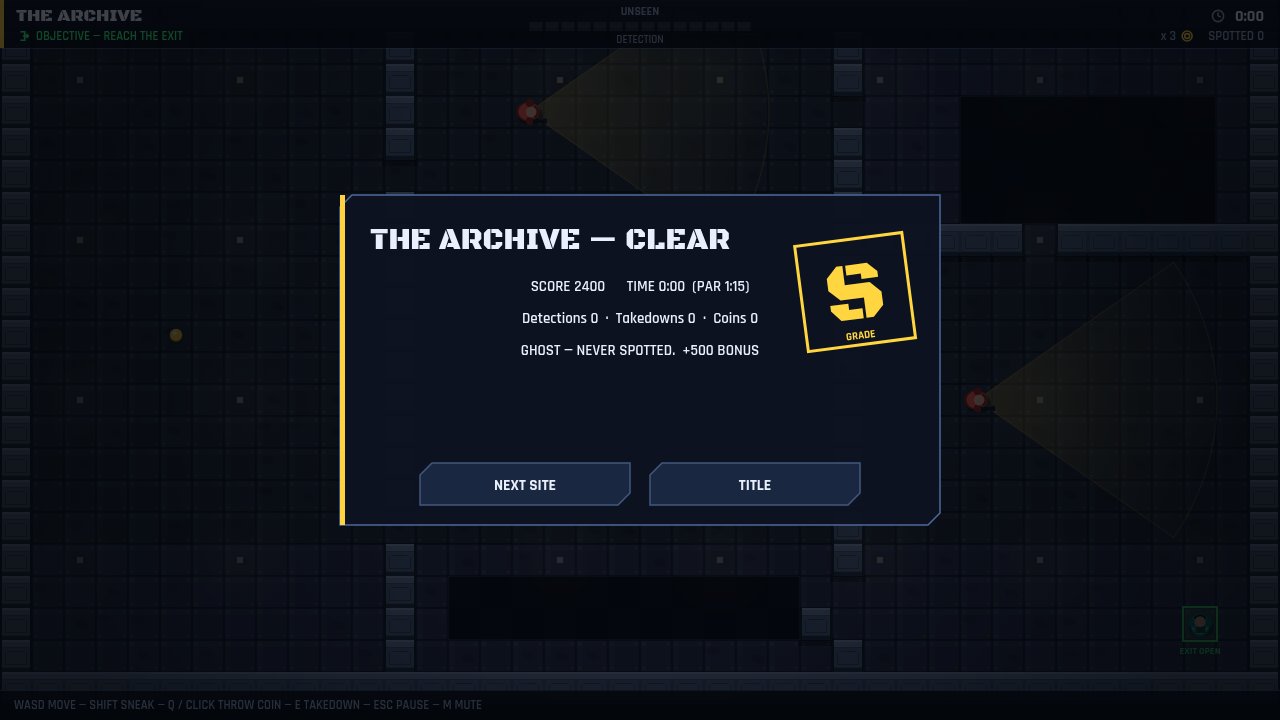 THE ARCHIVE
OBJECTIVE — REACH THE EXIT
UNSEEN
DETECTION
0:00
x 3 SPOTTED 0
THE ARCHIVE — CLEAR
SCORE 2400 TIME 0:00 (PAR 1:15)
Detections 0 · Takedowns 0 · Coins 0
GHOST — NEVER SPOTTED. +500 BONUS
S
GRADE
NEXT SITE
TITLE
EXIT OPEN
WASD MOVE — SHIFT SNEAK — Q / CLICK THROW COIN — E TAKEDOWN — ESC PAUSE — M MUTE